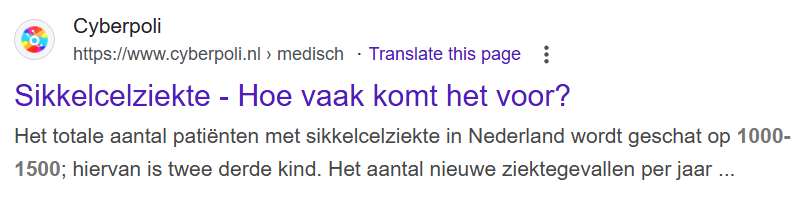 Cyberpoli
https://www.cyberpoli.nl › medisch · Translate this page
Sikkelcelziekte - Hoe vaak komt het voor?
Het totale aantal patiënten met sikkelcelziekte in Nederland wordt geschat op 1000-
1500; hiervan is twee derde kind. Het aantal nieuwe ziektegevallen per jaar ...